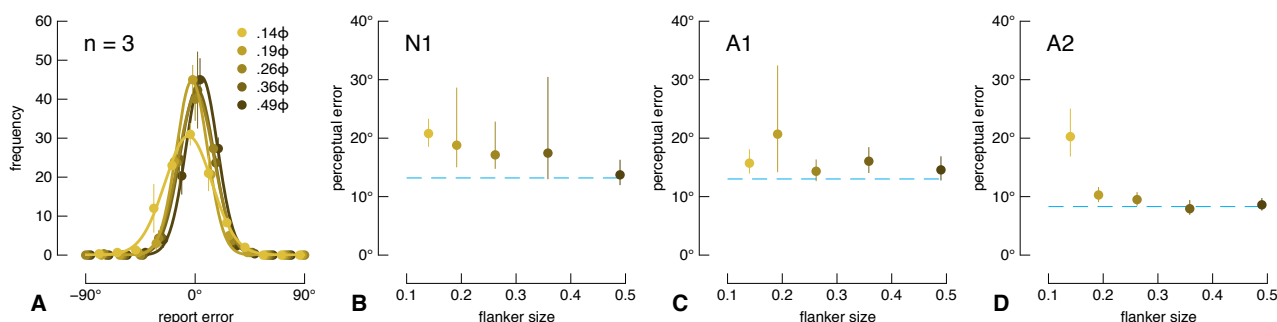 60
50
40
30
20
10
0
frequency
n = 3
.14ϕ
.19ϕ
.26ϕ
.36ϕ
.49ϕ
−90°
0°
90°
report error
A
40°
30°
20°
10°
0°
perceptual error
N1
0.1
0.2
0.3
0.4
0.5
flanker size
B
40°
30°
20°
10°
0°
perceptual error
A1
0.1
0.2
0.3
0.4
0.5
flanker size
C
40°
30°
20°
10°
0°
perceptual error
A2
0.1
0.2
0.3
0.4
0.5
flanker size
D